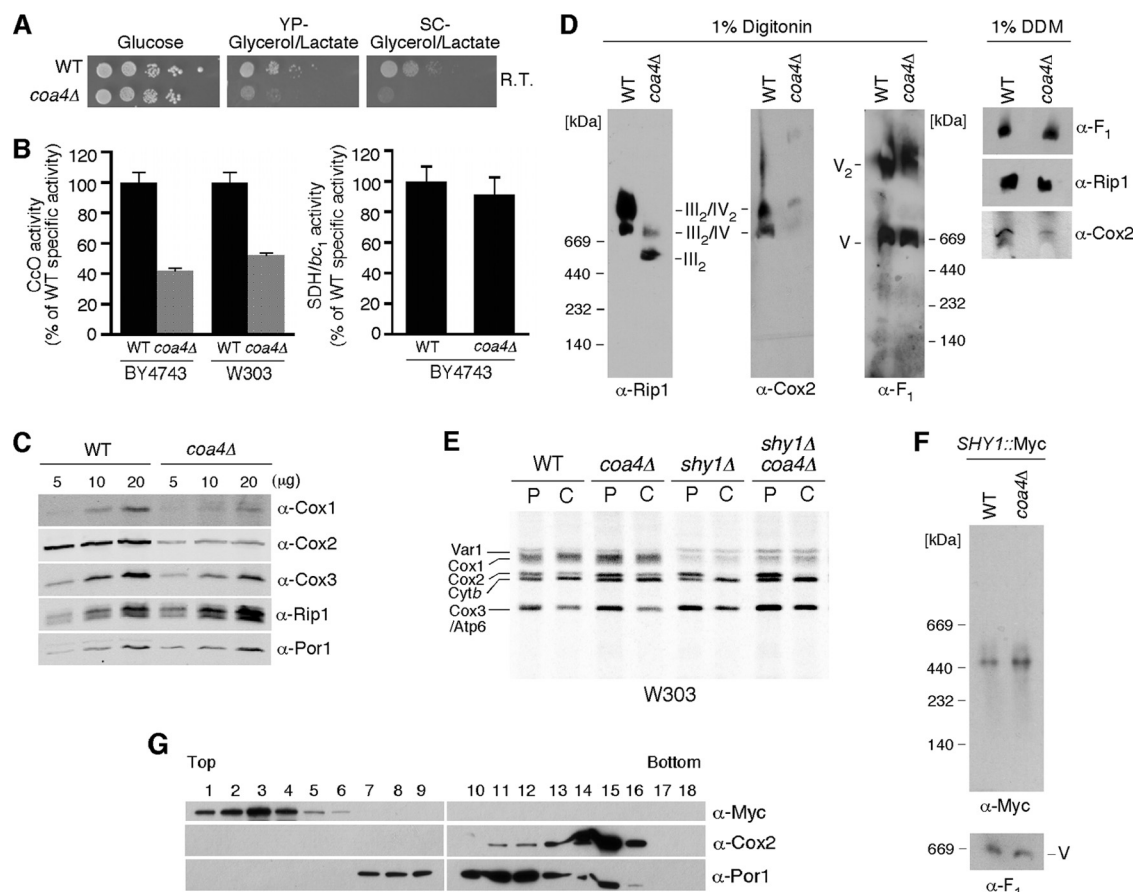 A
Glucose
YP-
Glycerol/Lactate
SC-
Glycerol/Lactate
WT
coa4Δ
R.T.
B
CcO activity
(% of WT specific activity)
120
100
80
60
40
20
0
WT coa4Δ WT coa4Δ
BY4743 W303
SDH/bc1 activity
(% of WT specific activity)
120
100
80
60
40
20
0
WT coa4Δ
BY4743
C
WT coa4Δ
5 10 20 5 10 20 (μg)
α-Cox1
α-Cox2
α-Cox3
α-Rip1
α-Por1
D
1% Digitonin
WT coa4Δ
[kDa]
669
440
232
140
III2/IV2
III2/IV
III2
α-Rip1
WT coa4Δ
α-Cox2
WT coa4Δ
V2
V
[kDa]
669
440
232
140
α-F1
1% DDM
WT coa4Δ
α-F1
α-Rip1
α-Cox2
E
WT coa4Δ shy1Δ shy1Δ coa4Δ
P C P C P C P C
Var1
Cox1
Cox2
Cytb
Cox3
/Atp6
W303
F
SHY1::Myc
WT coa4Δ
[kDa]
669
440
232
140
α-Myc
669
V
α-F1
G
Top Bottom
1 2 3 4 5 6 7 8 9 10 11 12 13 14 15 16 17 18
α-Myc
α-Cox2
α-Por1